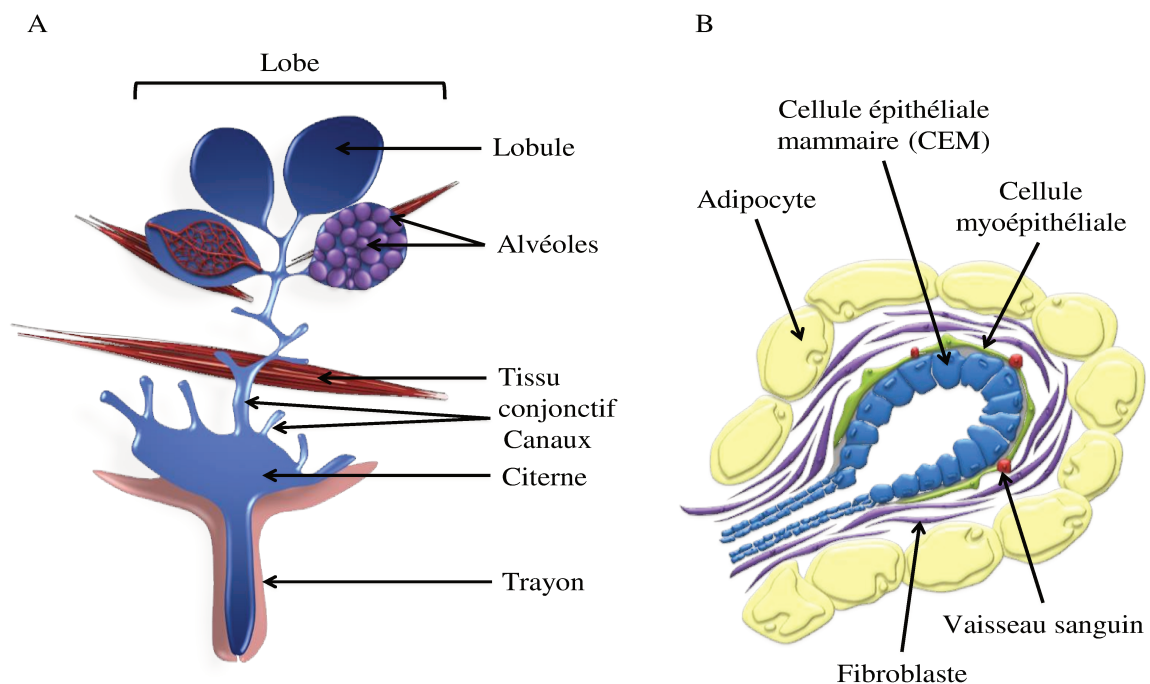 A
Lobe
Lobule
Alvéoles
Tissu
conjonctif
Canaux
Citerne
Trayon
B
Cellule épithéliale
mammaire (CEM)
Adipocyte
Cellule
myoépithéliale
Vaisseau sanguin
Fibroblaste